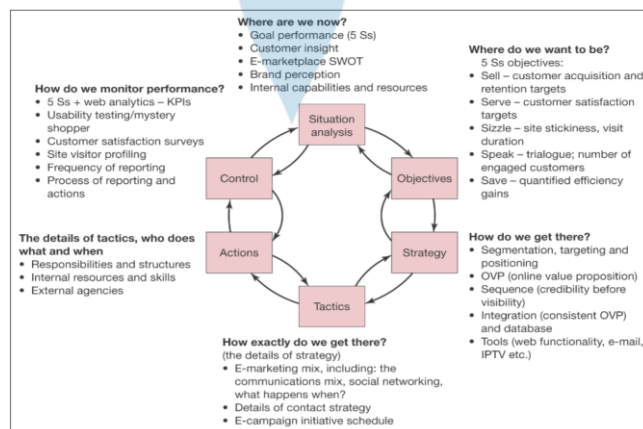 Where are we now?
• Goal performance (5 Ss)
• Customer insight
• E-marketplace SWOT
• Brand perception
• Internal capabilities and resources
Where do we want to be?
5 Ss objectives:
• Sell – customer acquisition and
retention targets
• Serve – customer satisfaction
targets
• Sizzle – site stickiness, visit
duration
• Speak – trialogue; number of
engaged customers
• Save – quantified efficiency
gains
How do we monitor performance?
• 5 Ss + web analytics – KPIs
• Usability testing/mystery
shopper
• Customer satisfaction surveys
• Site visitor profiling
• Frequency of reporting
• Process of reporting and
actions
Situation
analysis
Control
Objectives
Actions
Strategy
Tactics
The details of tactics, who does
what and when
• Responsibilities and structures
• Internal resources and skills
• External agencies
How do we get there?
• Segmentation, targeting and
positioning
• OVP (online value proposition)
• Sequence (credibility before
visibility)
• Integration (consistent OVP)
and database
• Tools (web functionality, e-mail,
IPTV etc.)
How exactly do we get there?
(the details of strategy)
• E-marketing mix, including: the
communications mix, social networking,
what happens when?
• Details of contact strategy
• E-campaign initiative schedule